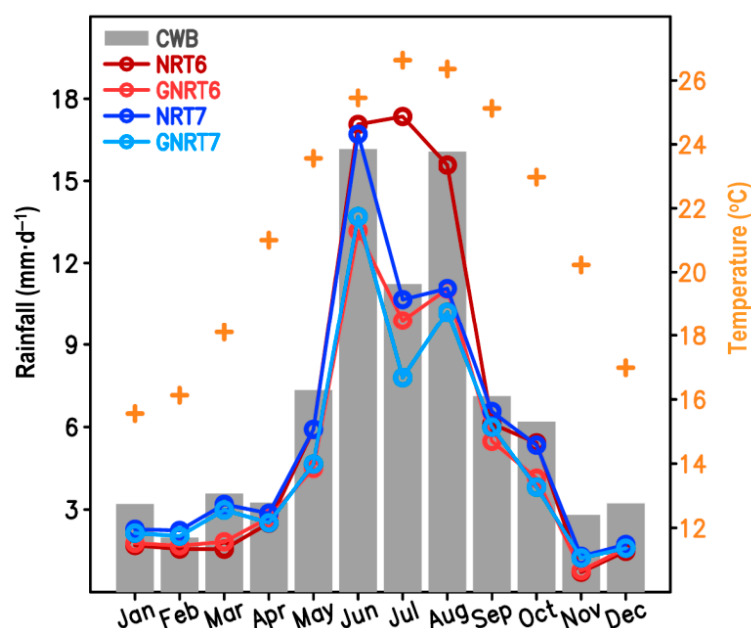 CWB
NRT6
GNRT6
NRT7
GNRT7
Rainfall (mm·d⁻¹)
18
15
12
9
6
3
Temperature (ºC)
26
24
22
20
18
16
14
12
Jan Feb Mar Apr May Jun Jul Aug Sep Oct Nov Dec